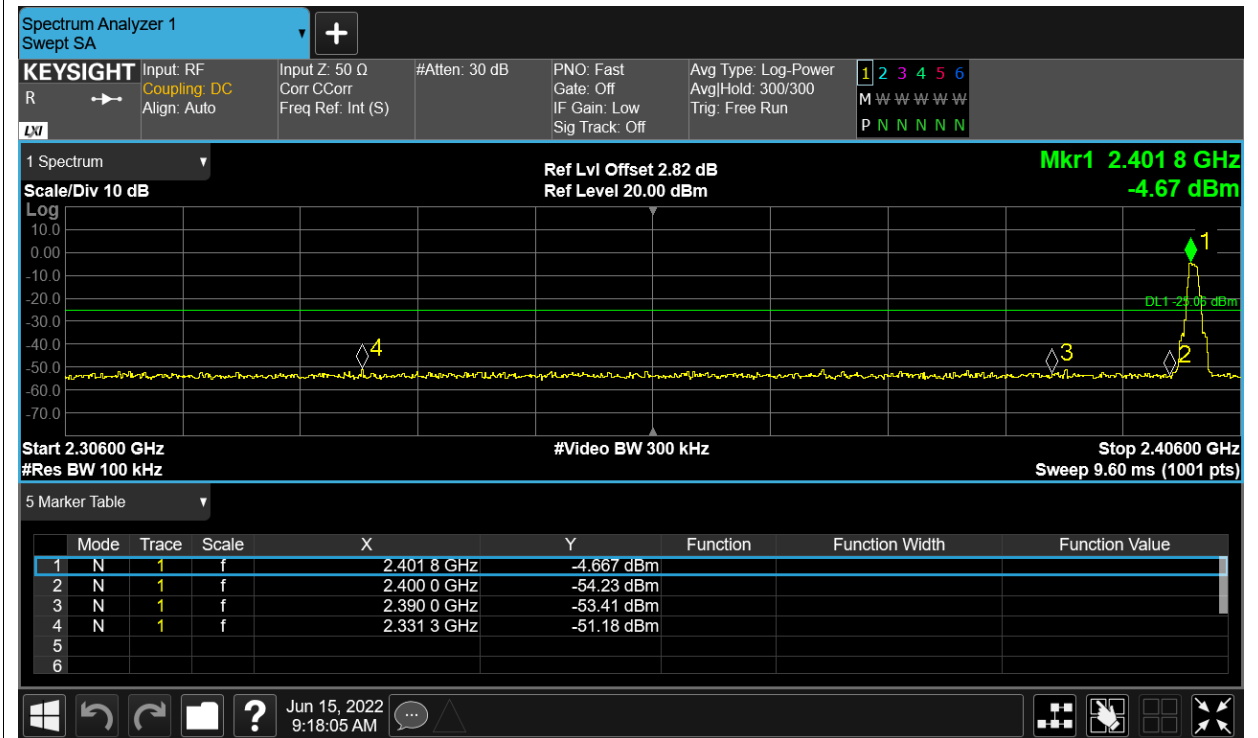 Spectrum Analyzer 1
Swept SA
+
KEYSIGHT
R
LXI
Input: RF
Coupling: DC
Align: Auto
Input Z: 50 Ω
Corr CCorr
Freq Ref: Int (S)
#Atten: 30 dB
PNO: Fast
Gate: Off
IF Gain: Low
Sig Track: Off
Avg Type: Log-Power
Avg|Hold: 300/300
Trig: Free Run
1 2 3 4 5 6
M W W W W W
P N N N N N
1 Spectrum
Scale/Div 10 dB
Ref Lvl Offset 2.82 dB
Ref Level 20.00 dBm
Mkr1 2.401 8 GHz
-4.67 dBm
Log
10.0
0.00
-10.0
-20.0
-30.0
-40.0
-50.0
-60.0
-70.0
1
DL1 -25.06 dBm
4
3
2
Start 2.30600 GHz
#Res BW 100 kHz
#Video BW 300 kHz
Stop 2.40600 GHz
Sweep 9.60 ms (1001 pts)
5 Marker Table
Mode Trace Scale X Y Function Function Width Function Value
1 N 1 f 2.401 8 GHz -4.667 dBm
2 N 1 f 2.400 0 GHz -54.23 dBm
3 N 1 f 2.390 0 GHz -53.41 dBm
4 N 1 f 2.331 3 GHz -51.18 dBm
5
6
?
Jun 15, 2022
9:18:05 AM